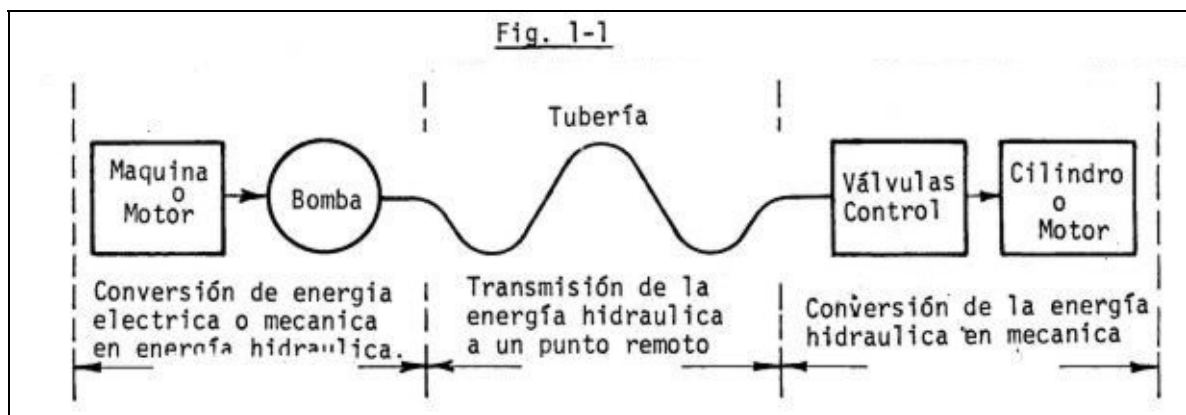 Fig. 1-1
Tubería
Maquina
o
Motor
Bomba
Válvulas
Control
Cilindro
o
Motor
Conversión de energia
electrica o mecanica
en energía hidraulica.
Transmisión de la
energía hidraulica
a un punto remoto
Conversión de la energía
hidraulica en mecanica